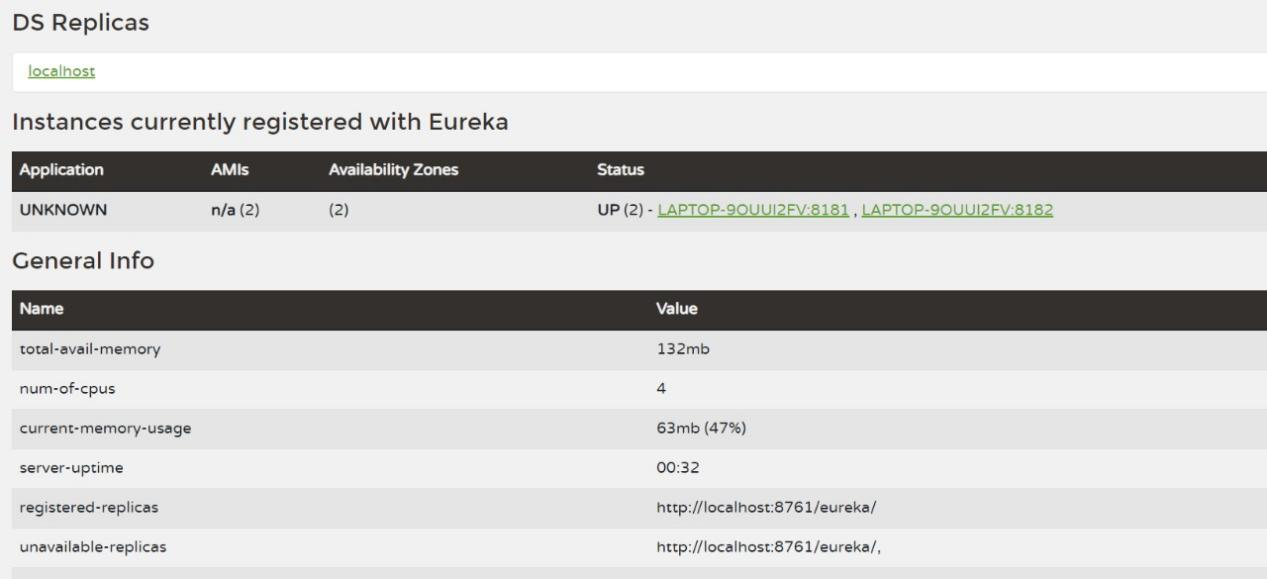 DS Replicas
localhost
Instances currently registered with Eureka
Application AMIs Availability Zones Status
UNKNOWN n/a (2) (2) UP (2) - LAPTOP-9OUUI2FV:8181 , LAPTOP-9OUUI2FV:8182
General Info
Name Value
total-avail-memory 132mb
num-of-cpus 4
current-memory-usage 63mb (47%)
server-uptime 00:32
registered-replicas http://localhost:8761/eureka/
unavailable-replicas http://localhost:8761/eureka/,